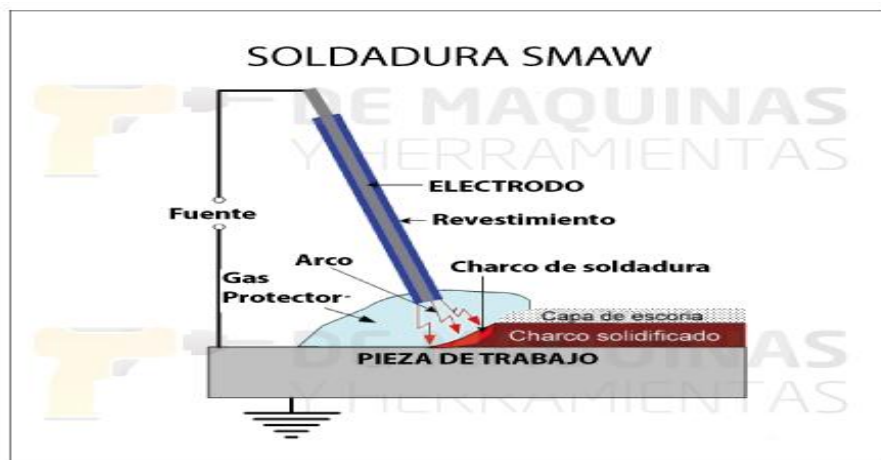 SOLDADURA SMAW
DE MAQUINAS
Y HERRAMIENTAS
ELECTRODO
Fuente
Revestimiento
Arco
Charco de soldadura
Gas
Protector
Capa de escoria
Charco solidificado
PIEZA DE TRABAJO
DE MAQUINAS
Y HERRAMIENTAS